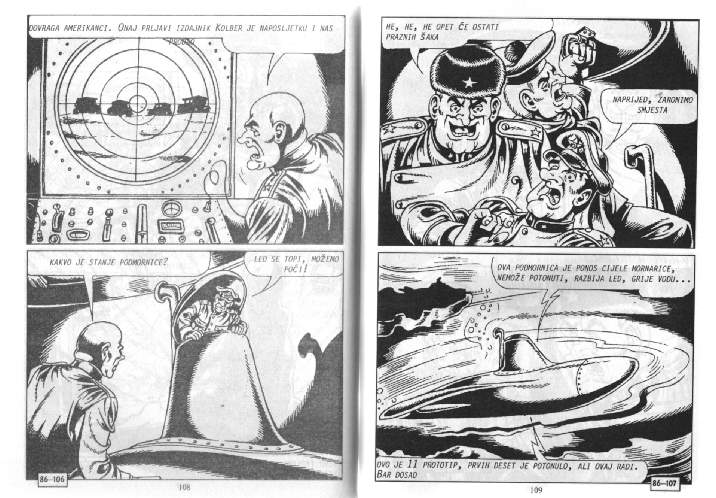 DOVRAGA AMERIKANCI. ONAJ PRLJAVI IZDAJNIK KOLBER JE NAPOSLJETKU I NAS
PRODAO
KAKVO JE STANJE PODMORNICE?
LED SE TOPI, MOŽEMO
POĆI!
86-106
108
HE, HE, HE OPET ČE OSTATI
PRAZNIH ŠAKA
NAPRIJED, ZARONIMO
SMJESTA
OVA PODMORNICA JE PONOS CIJELE MORNARICE,
NEMOŽE POTONUTI, RAZBIJA LED, GRIJE VODU...
OVO JE 11 PROTOTIP, PRVIH DESET JE POTONULO, ALI OVAJ RADI.
BAR DOSAD
86-107
109